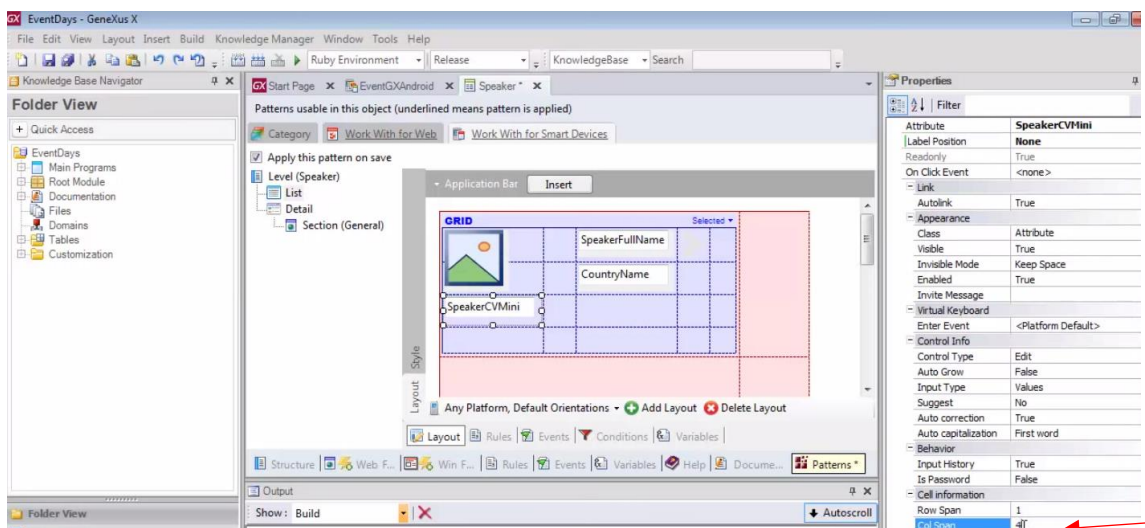 EventDays - GeneXus X
File Edit View Layout Insert Build Knowledge Manager Window Tools Help
Ruby Environment Release KnowledgeBase Search
Knowledge Base Navigator
Folder View
+ Quick Access
EventDays
Main Programs
Root Module
Documentation
Files
Domains
Tables
Customization
Folder View
Start Page EventGXAndroid Speaker*
Patterns usable in this object (underlined means pattern is applied)
Category Work With for Web Work With for Smart Devices
Apply this pattern on save
Level (Speaker)
List
Detail
Section (General)
Application Bar Insert
GRID Selected
SpeakerFullName
CountryName
SpeakerCVMini
Style
Layout
Any Platform, Default Orientations Add Layout Delete Layout
Layout Rules Events Conditions Variables
Structure Web F... Win F... Rules Events Variables Help Docume... Patterns *
Output
Show: Build Autoscroll
Properties
Filter
Attribute SpeakerCVMini
Label Position None
Readonly True
On Click Event <none>
Link
Autolink True
Appearance
Class Attribute
Visible True
Invisible Mode Keep Space
Enabled True
Invite Message
Virtual Keyboard
Enter Event <Platform Default>
Control Info
Control Type Edit
Auto Grow False
Input Type Values
Suggest No
Auto correction True
Auto capitalization First word
Behavior
Input History True
Is Password False
Cell information
Row Span 1
Col Span 4